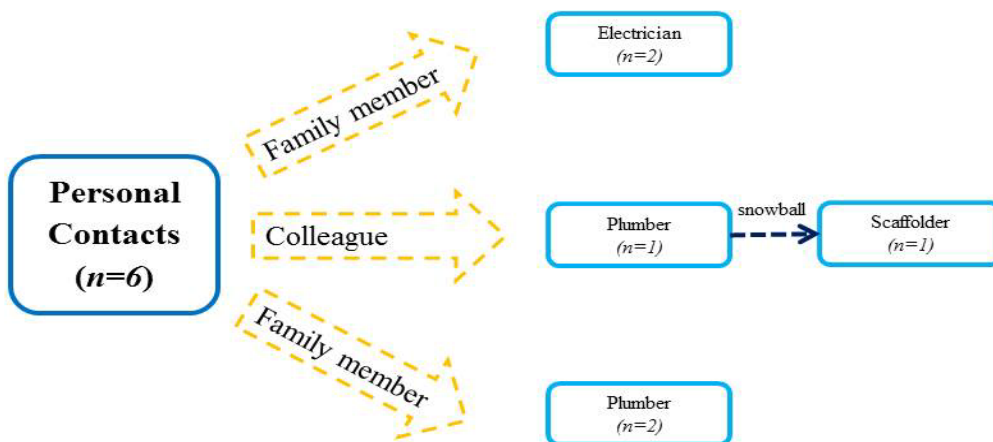 Personal
Contacts
(n=6)
Family member
Electrician
(n=2)
Colleague
Plumber
(n=1)
snowball
Scaffolder
(n=1)
Family member
Plumber
(n=2)